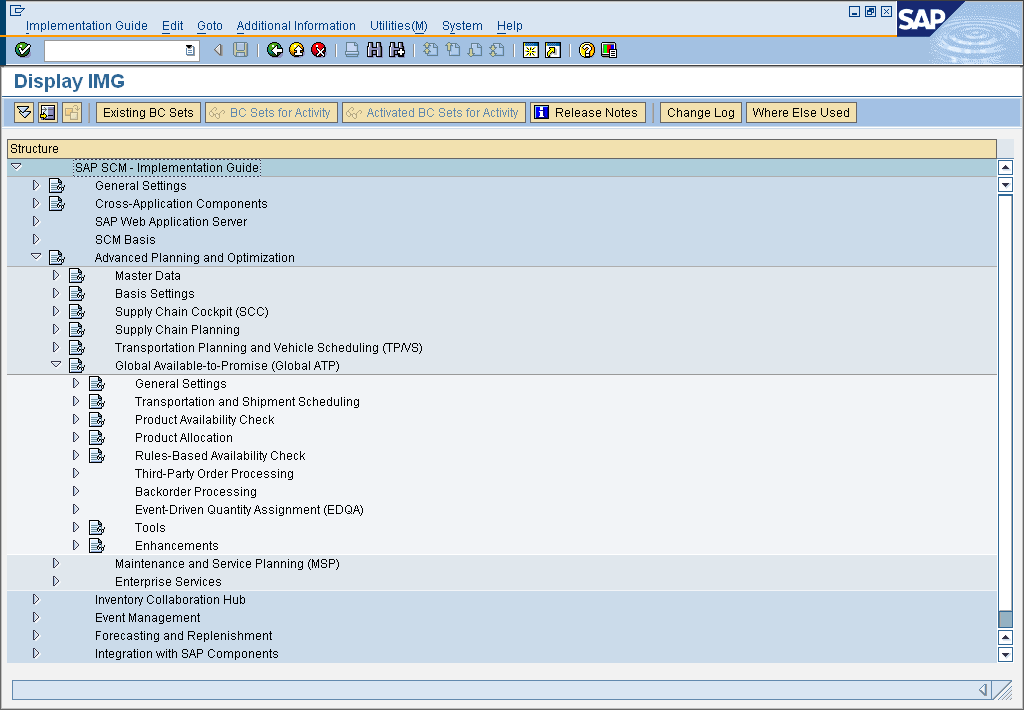 Implementation Guide Edit Goto Additional Information Utilities(M) System Help
SAP
Display IMG
Existing BC Sets BC Sets for Activity Activated BC Sets for Activity Release Notes Change Log Where Else Used
Structure
SAP SCM - Implementation Guide
General Settings
Cross-Application Components
SAP Web Application Server
SCM Basis
Advanced Planning and Optimization
Master Data
Basis Settings
Supply Chain Cockpit (SCC)
Supply Chain Planning
Transportation Planning and Vehicle Scheduling (TP/VS)
Global Available-to-Promise (Global ATP)
General Settings
Transportation and Shipment Scheduling
Product Availability Check
Product Allocation
Rules-Based Availability Check
Third-Party Order Processing
Backorder Processing
Event-Driven Quantity Assignment (EDQA)
Tools
Enhancements
Maintenance and Service Planning (MSP)
Enterprise Services
Inventory Collaboration Hub
Event Management
Forecasting and Replenishment
Integration with SAP Components